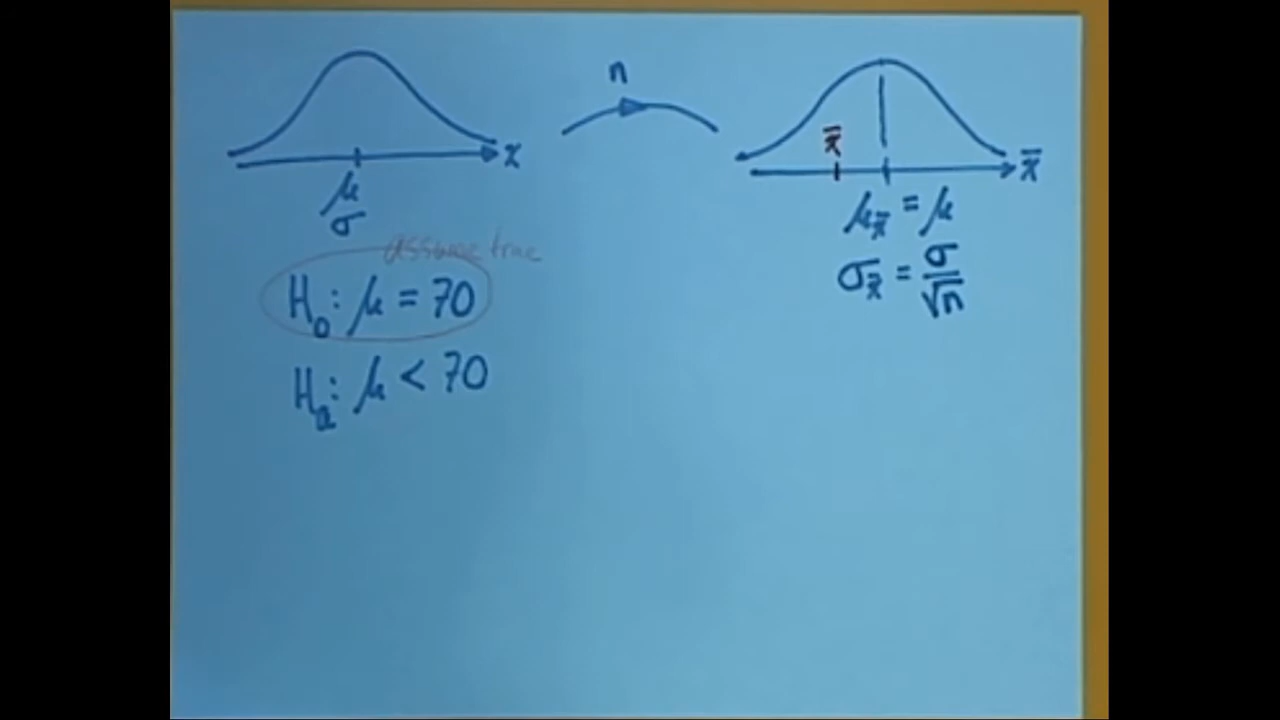 n
x̄
x
x̄
μ
σ
μx̄ = μ
σx̄ = σ/√n
assume true
H₀: μ = 70
Hₐ: μ < 70